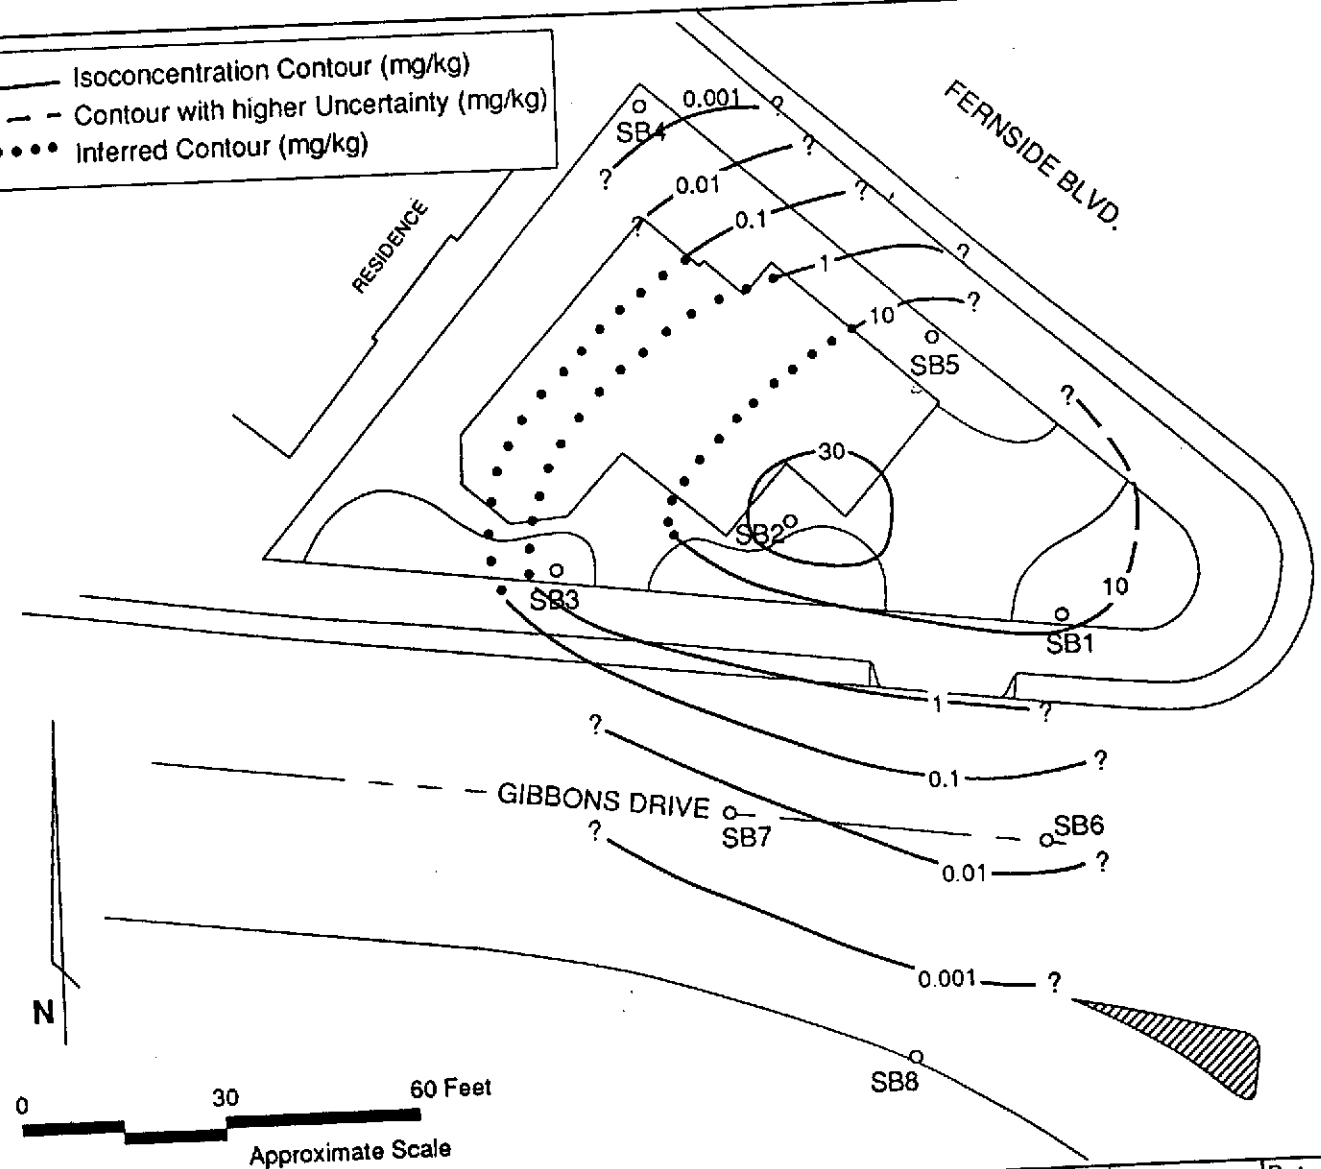 Isoconcentration Contour (mg/kg)
Contour with higher Uncertainty (mg/kg)
Inferred Contour (mg/kg)
FERNSIDE BLVD.
RESIDENCE
SB4
0.001
?
?
?
0.01
?
0.1
?
1
?
10
?
SB5
?
30
SB2
10
SB3
SB1
1
?
?
0.1
?
GIBBONS DRIVE
SB7
SB6
?
0.01
?
0.001
?
SB8
N
0
30
60 Feet
Approximate Scale